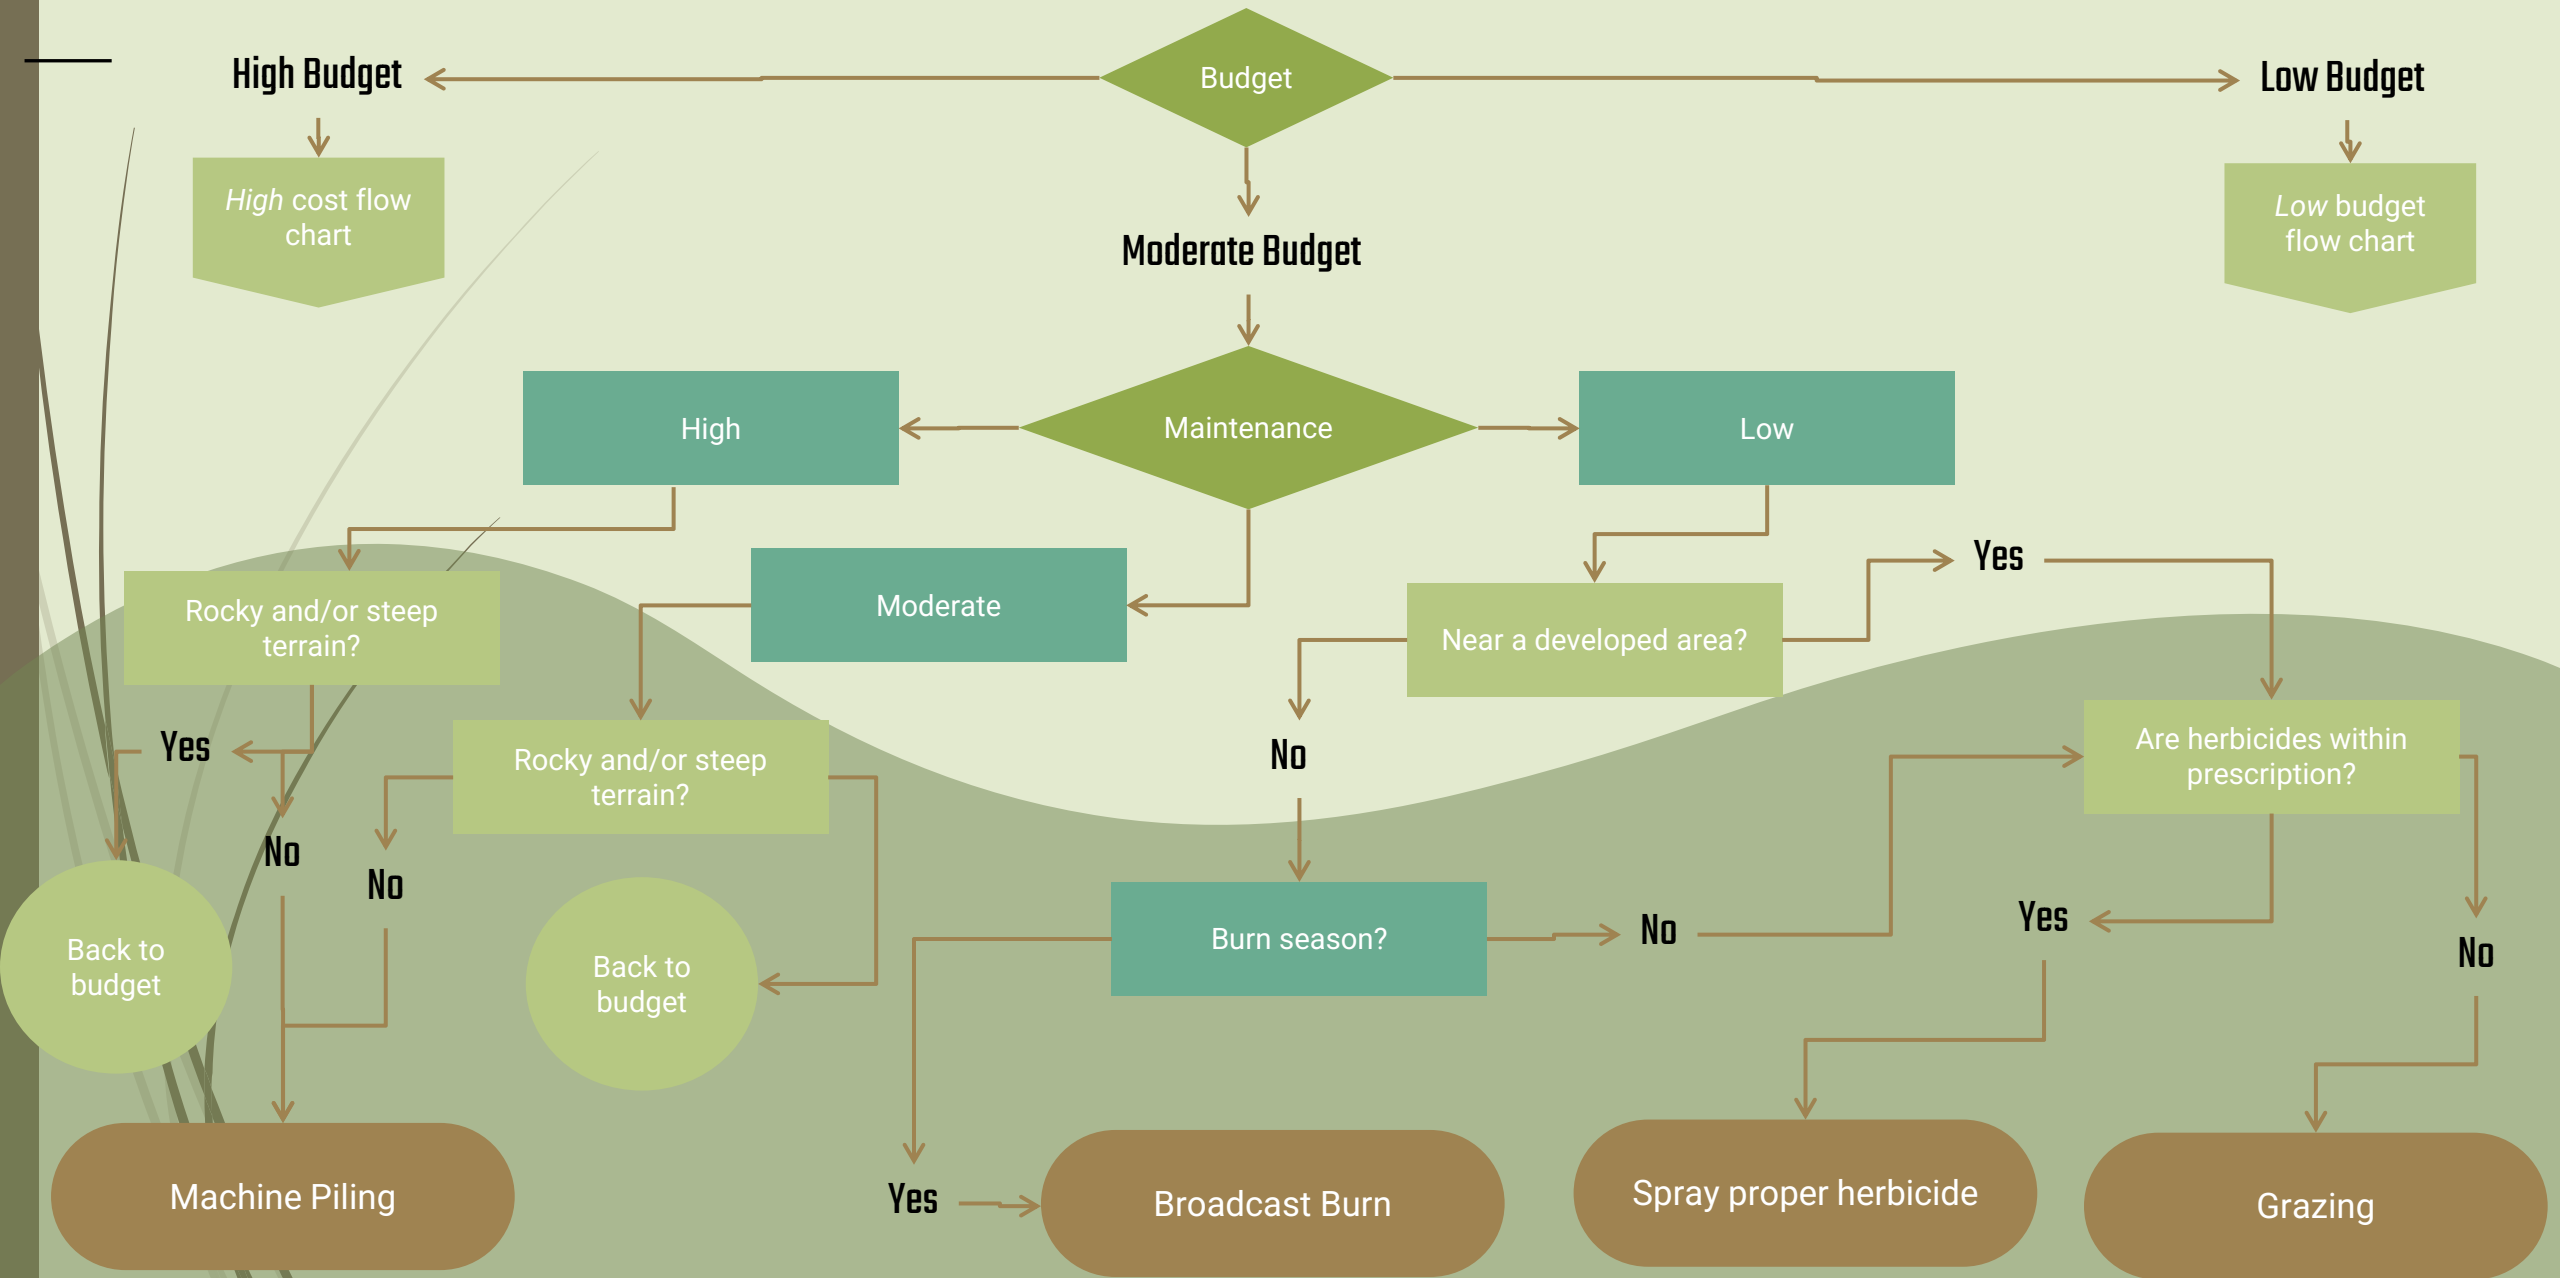 High Budget
Budget
Low Budget
High cost flow
chart
Low budget
flow chart
Moderate Budget
High
Maintenance
Low
Yes
Rocky and/or steep
terrain?
Moderate
Near a developed area?
Yes
Rocky and/or steep
terrain?
No
Are herbicides within
prescription?
No
No
Yes
No
Back to
budget
Back to
budget
Burn season?
No
Yes
Machine Piling
Broadcast Burn
Spray proper herbicide
Grazing
No
Yes